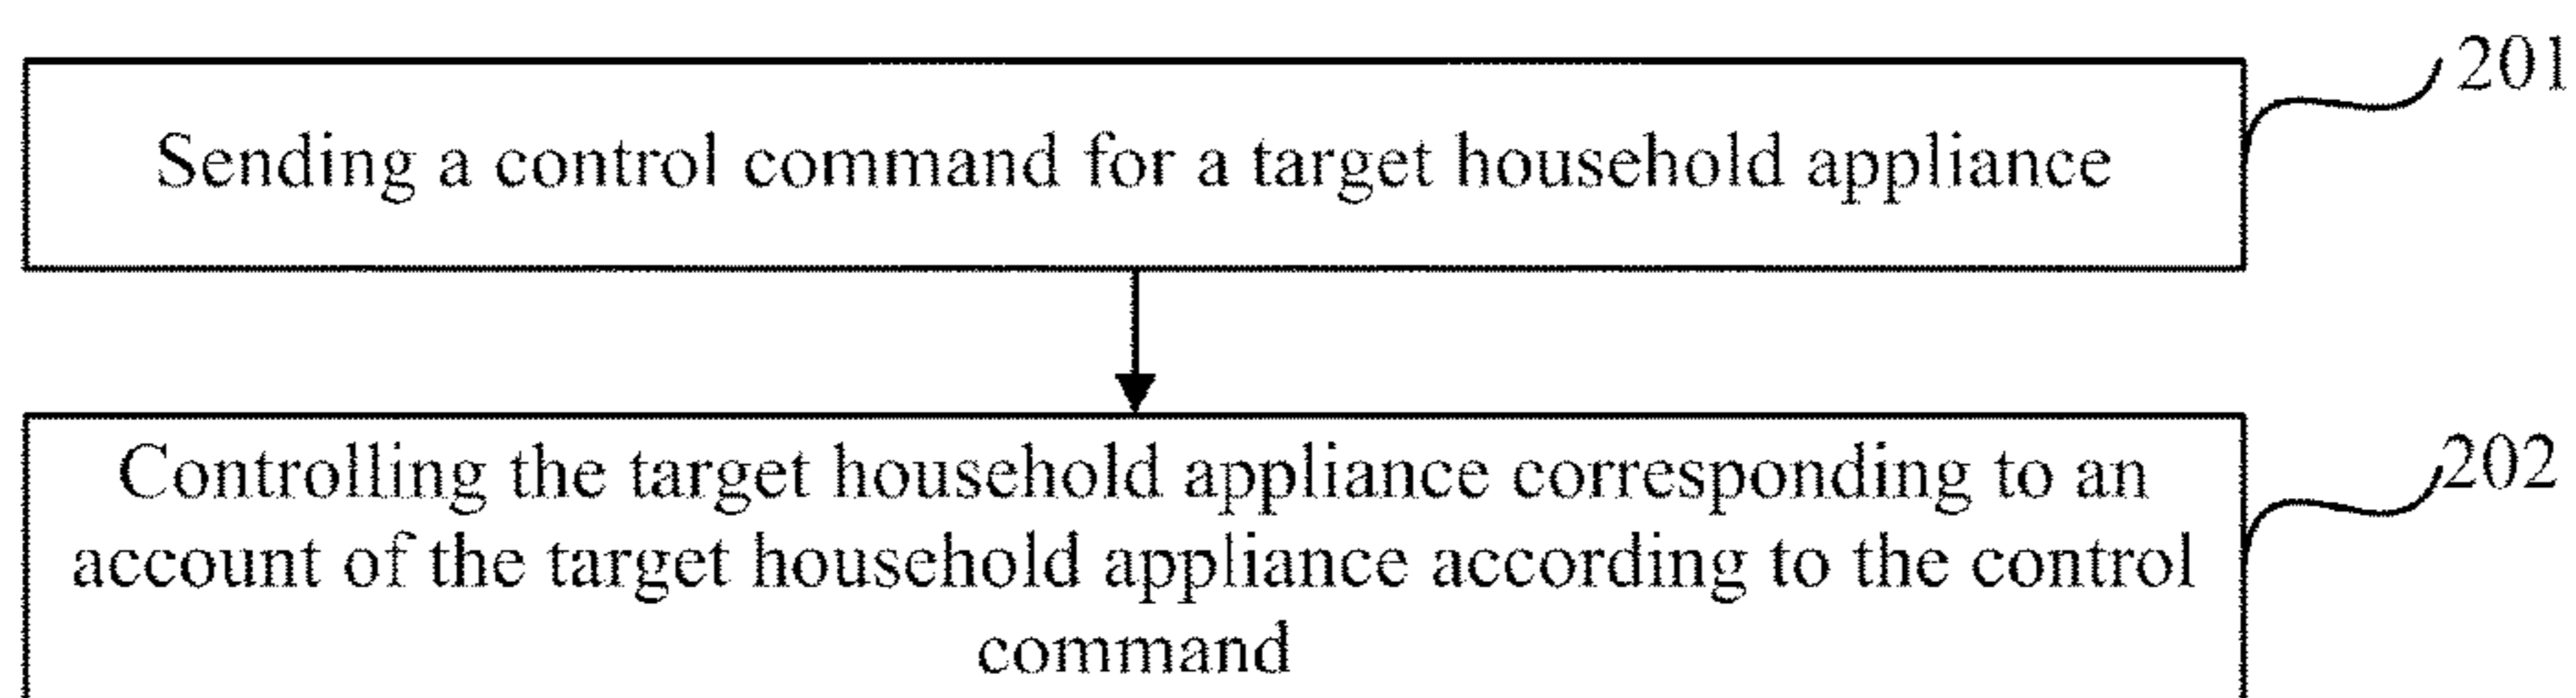 201
Sending a control command for a target household appliance
202
Controlling the target household appliance corresponding to an
account of the target household appliance according to the control
command